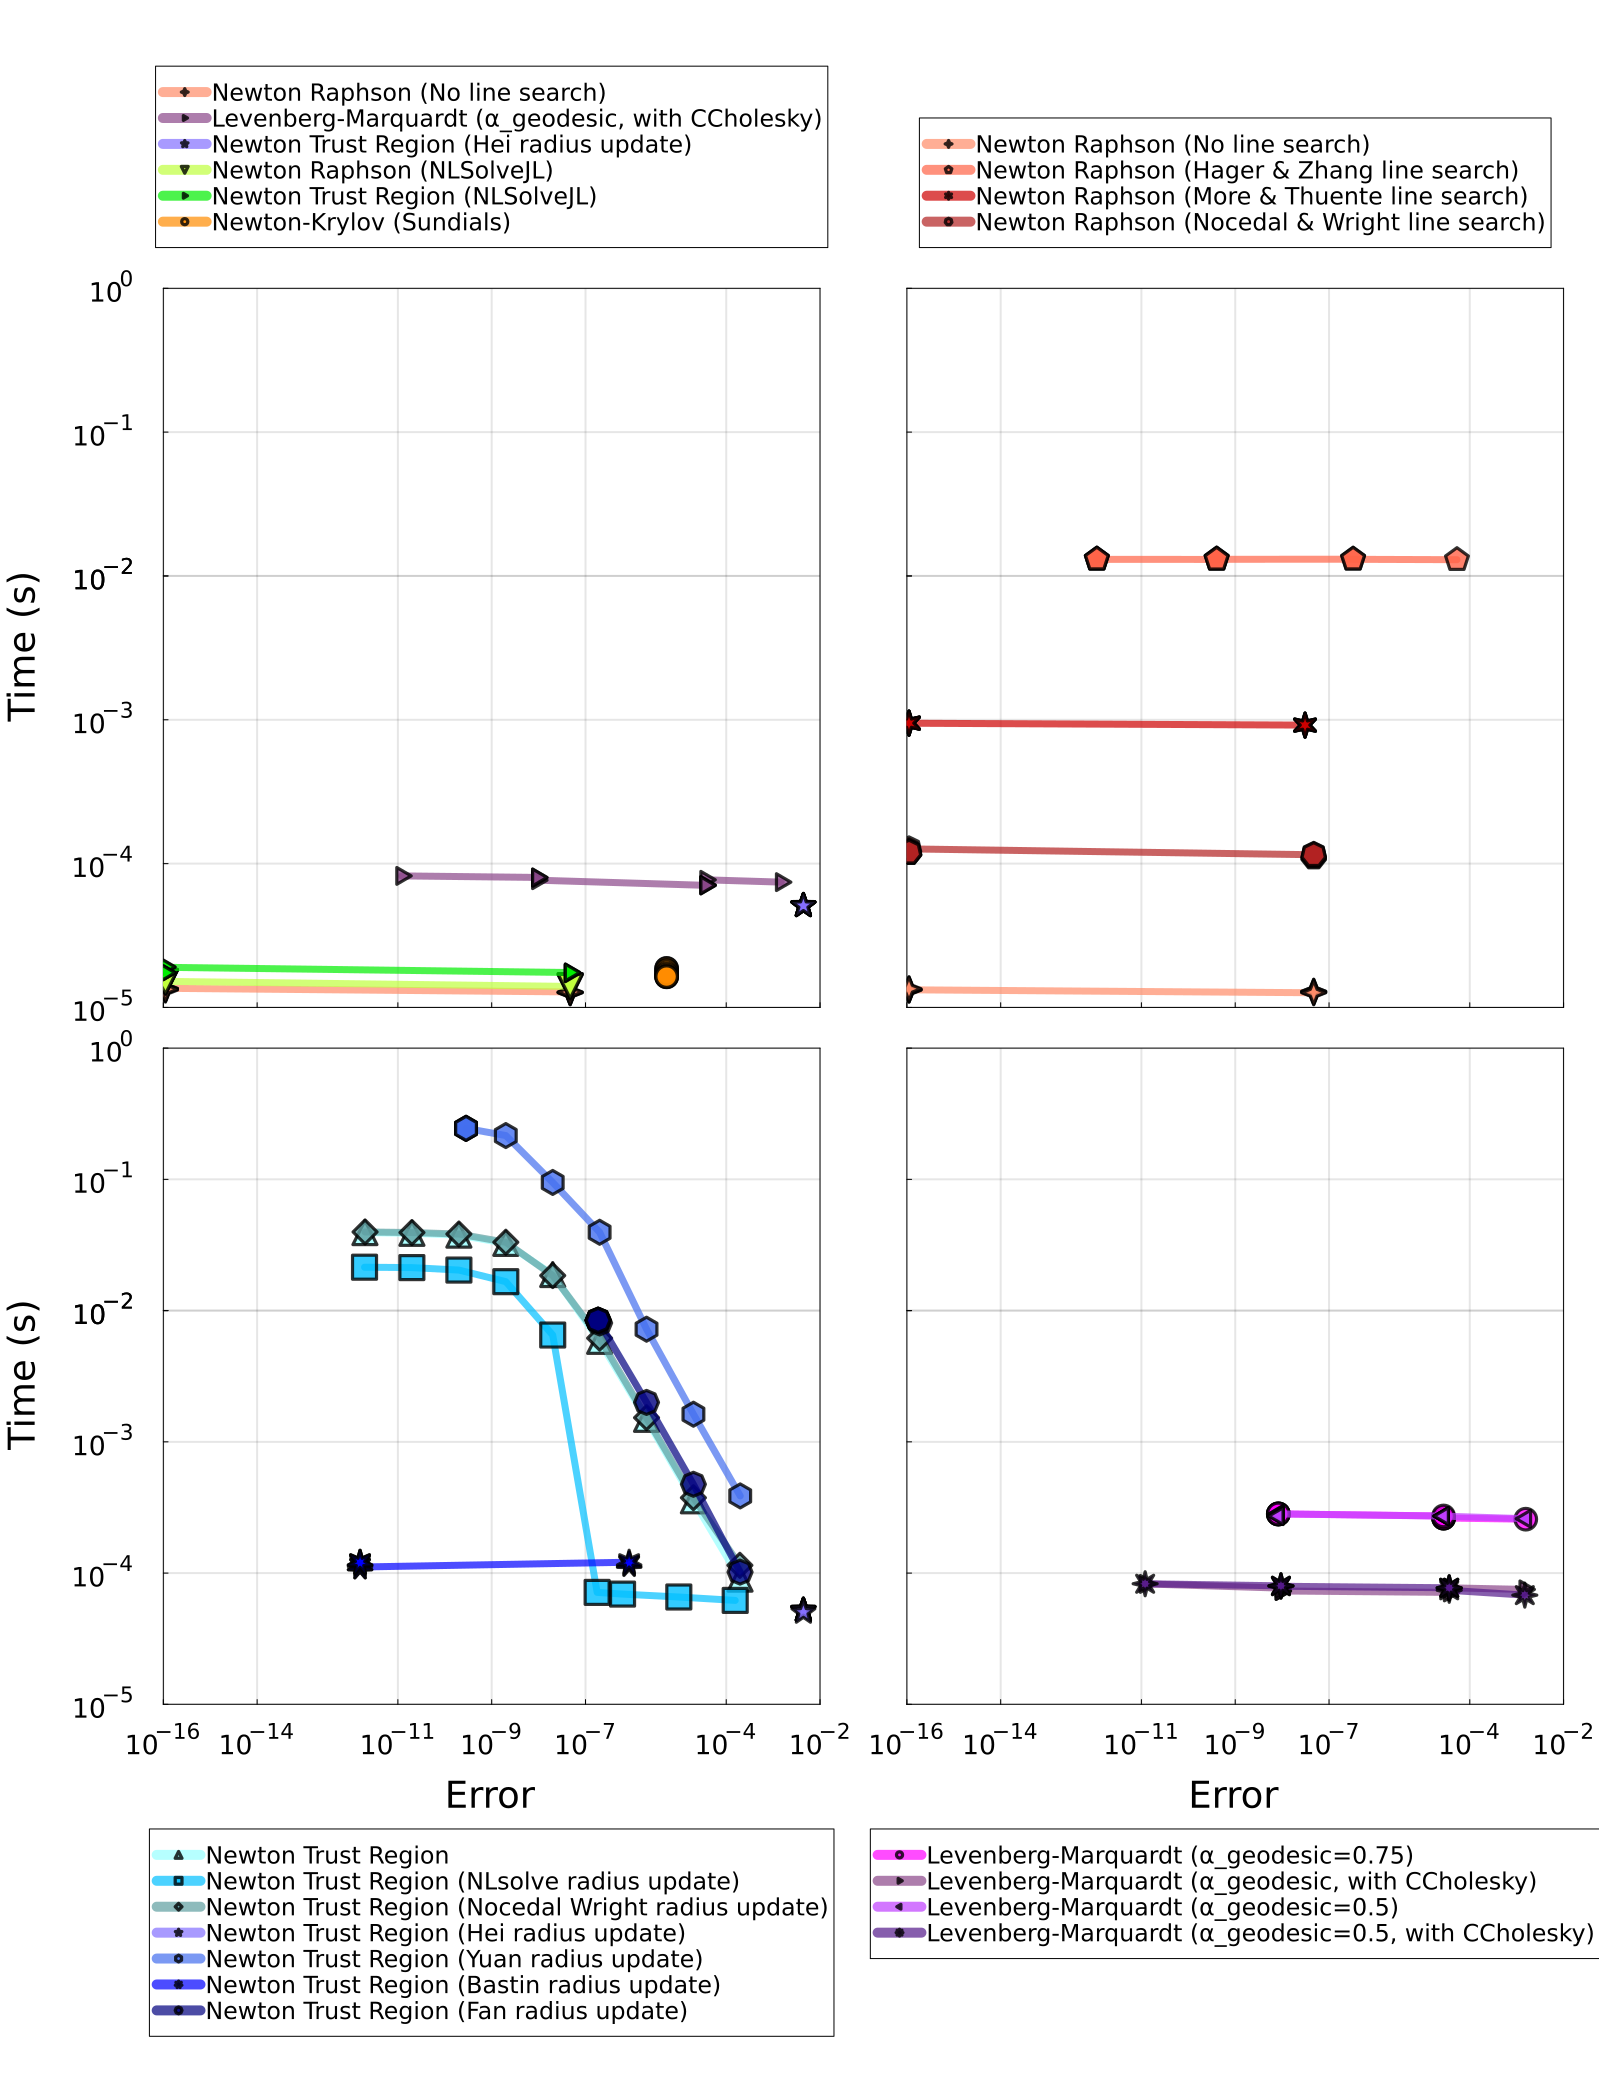 Newton Raphson (No line search)
Levenberg-Marquardt (α_geodesic, with CCholesky)
Newton Trust Region (Hei radius update)
Newton Raphson (NLSolveJL)
Newton Trust Region (NLSolveJL)
Newton-Krylov (Sundials)
Newton Raphson (No line search)
Newton Raphson (Hager & Zhang line search)
Newton Raphson (More & Thuente line search)
Newton Raphson (Nocedal & Wright line search)
10⁰
10⁻¹
10⁻²
10⁻³
10⁻⁴
10⁻⁵
Time (s)
10⁰
10⁻¹
10⁻²
10⁻³
10⁻⁴
10⁻⁵
Time (s)
10⁻¹⁶ 10⁻¹⁴ 10⁻¹¹ 10⁻⁹ 10⁻⁷ 10⁻⁴ 10⁻²
Error
10⁻¹⁶ 10⁻¹⁴ 10⁻¹¹ 10⁻⁹ 10⁻⁷ 10⁻⁴ 10⁻²
Error
Newton Trust Region
Newton Trust Region (NLsolve radius update)
Newton Trust Region (Nocedal Wright radius update)
Newton Trust Region (Hei radius update)
Newton Trust Region (Yuan radius update)
Newton Trust Region (Bastin radius update)
Newton Trust Region (Fan radius update)
Levenberg-Marquardt (α_geodesic=0.75)
Levenberg-Marquardt (α_geodesic, with CCholesky)
Levenberg-Marquardt (α_geodesic=0.5)
Levenberg-Marquardt (α_geodesic=0.5, with CCholesky)